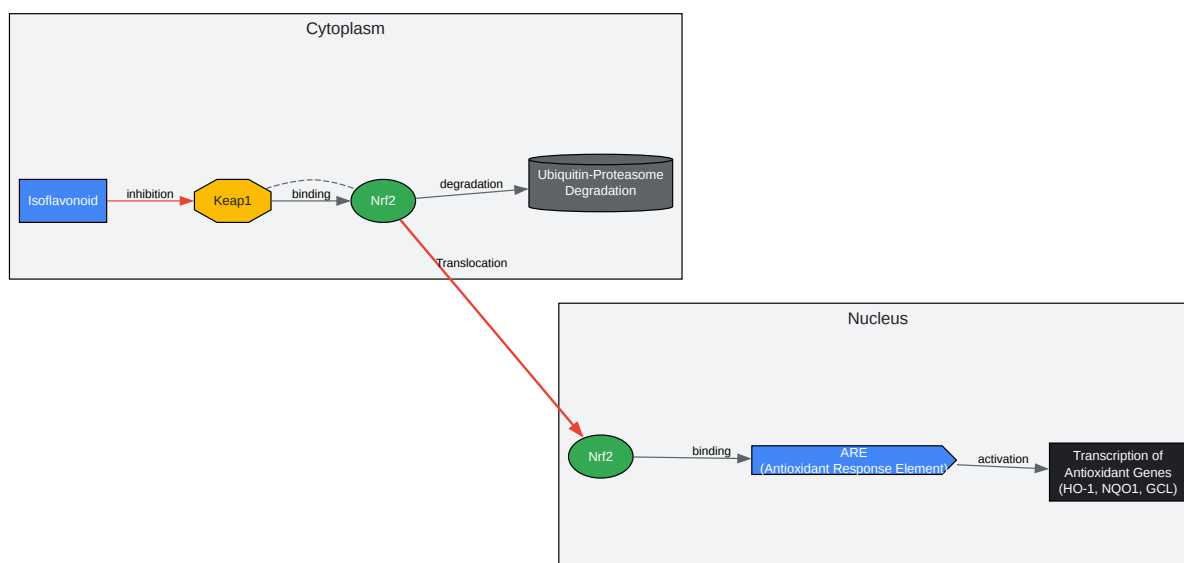 Cytoplasm
Isoflavonoid
inhibition
Keap1
binding
Nrf2
degradation
Ubiquitin-Proteasome
Degradation
Translocation
Nucleus
Nrf2
binding
ARE
(Antioxidant Response Element)
activation
Transcription of
Antioxidant Genes
(HO-1, NQO1, GCL)